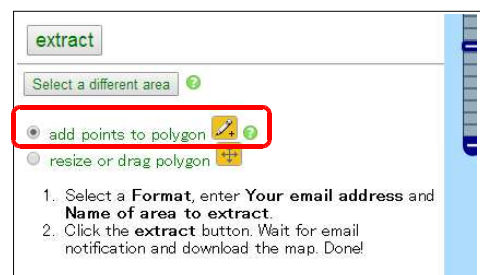 extract
Select a different area
add points to polygon
resize or drag polygon
1. Select a Format, enter Your email address and
Name of area to extract.
2. Click the extract button. Wait for email
notification and download the map. Done!